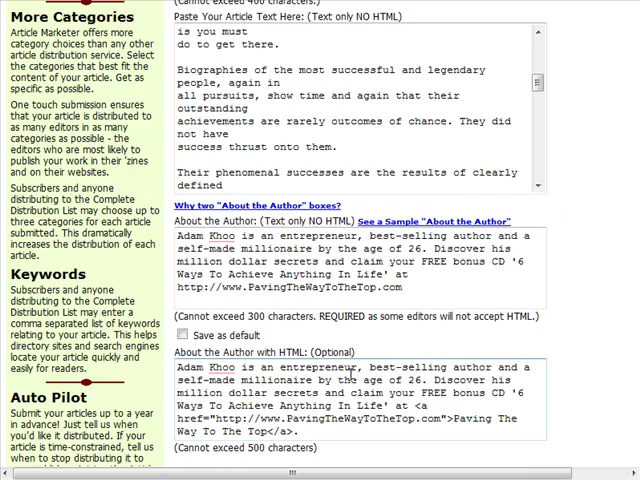 More Categories
Article Marketer offers more
category choices than any other
article distribution service. Select
the categories that best fit the
content of your article. Get as
specific as possible.
One touch submission ensures
that your article is distributed to
as many editors in as many
categories as possible - the
editors who are most likely to
publish your work in their 'zines
and on their websites.
Subscribers and anyone
distributing to the Complete
Distribution List may choose up to
three categories for each article
submitted. This dramatically
increases the distribution of each
article.
Keywords
Subscribers and anyone
distributing to the Complete
Distribution List may enter a
comma separated list of keywords
relating to your article. This helps
directory sites and search engines
locate your article quickly and
easily for readers.
Auto Pilot
Submit your articles up to a year
in advance! Just tell us when
you'd like it distributed. If your
article is time-constrained, tell us
when to stop distributing it to
(Cannot exceed 400 characters.)
Paste Your Article Text Here: (Text only NO HTML)
is you must
do to get there.
Biographies of the most successful and legendary
people, again in
all pursuits, show time and again that their
outstanding
achievements are rarely outcomes of chance. They did
not have
success thrust onto them.
Their phenomenal successes are the results of clearly
defined
Why two "About the Author" boxes?
About the Author: (Text only NO HTML) See a Sample "About the Author"
Adam Khoo is an entrepreneur, best-selling author and a
self-made millionaire by the age of 26. Discover his
million dollar secrets and claim your FREE bonus CD '6
Ways To Achieve Anything In Life' at
http://www.PavingTheWayToTheTop.com
(Cannot exceed 300 characters. REQUIRED as some editors will not accept HTML.)
Save as default
About the Author with HTML: (Optional)
Adam Khoo is an entrepreneur, best-selling author and a
self-made millionaire by the age of 26. Discover his
million dollar secrets and claim your FREE bonus CD '6
Ways To Achieve Anything In Life' at <a
href="http://www.PavingTheWayToTheTop.com">Paving The
Way To The Top</a>.
(Cannot exceed 500 characters)